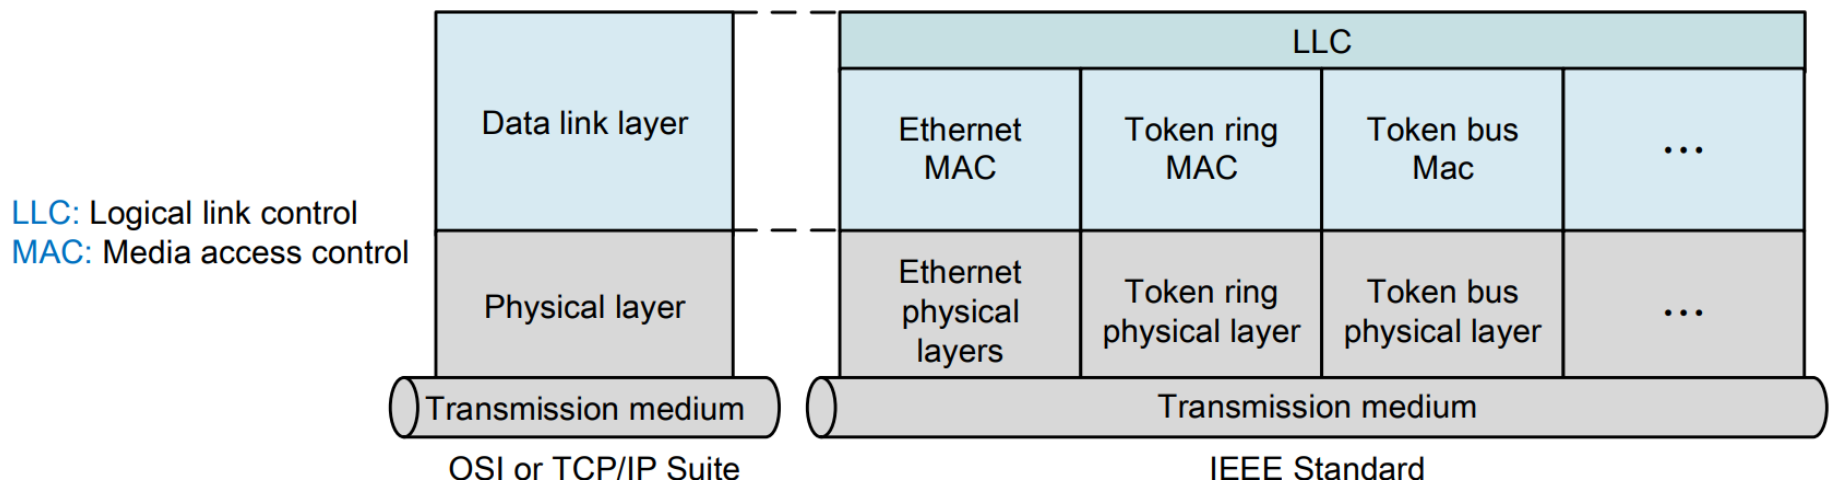 LLC: Logical link control
MAC: Media access control
Data link layer
Physical layer
Transmission medium
OSI or TCP/IP Suite
LLC
Ethernet
MAC
Token ring
MAC
Token bus
Mac
...
Ethernet
physical
layers
Token ring
physical layer
Token bus
physical layer
...
Transmission medium
IEEE Standard